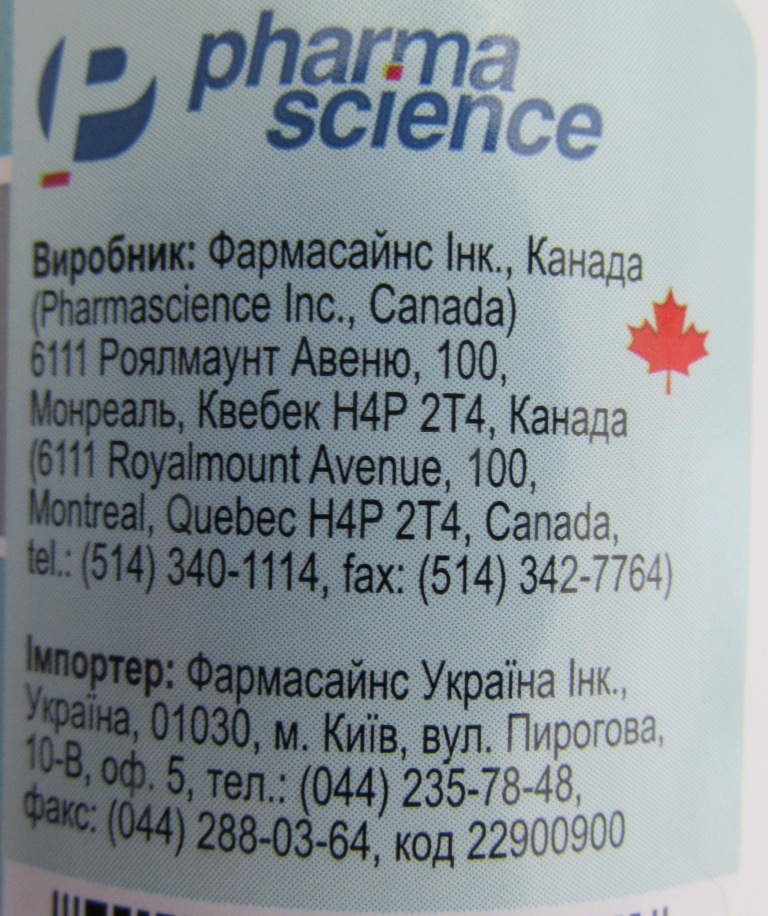 pharma
science
Виробник: Фармасайнс Інк., Канада
(Pharmascience Inc., Canada)
6111 Роялмаунт Авеню, 100,
Монреаль, Квебек H4P 2T4, Канада
(6111 Royalmount Avenue, 100,
Montreal, Quebec H4P 2T4, Canada,
tel.: (514) 340-1114, fax: (514) 342-7764)
Імпортер: Фармасайнс Україна Інк.,
Україна, 01030, м. Київ, вул. Пирогова,
10-В, оф. 5, тел.: (044) 235-78-48,
факс: (044) 288-03-64, код 22900900